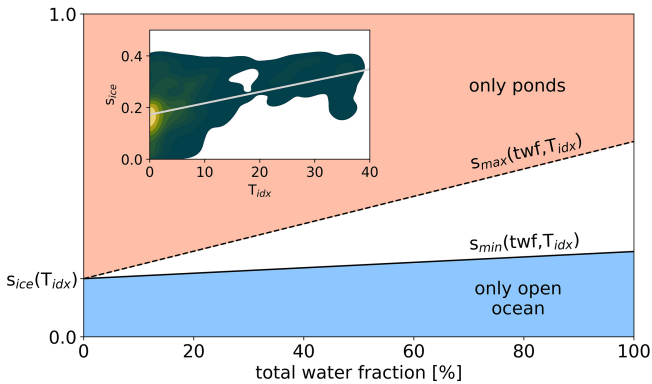 1.0
0.4
0.2
0.0
s_ice
0 10 20 30 40
T_idx
only ponds
s_max(twf,T_idx)
s_min(twf,T_idx)
s_ice(T_idx)
only open
ocean
0.0
0 20 40 60 80 100
total water fraction [%]